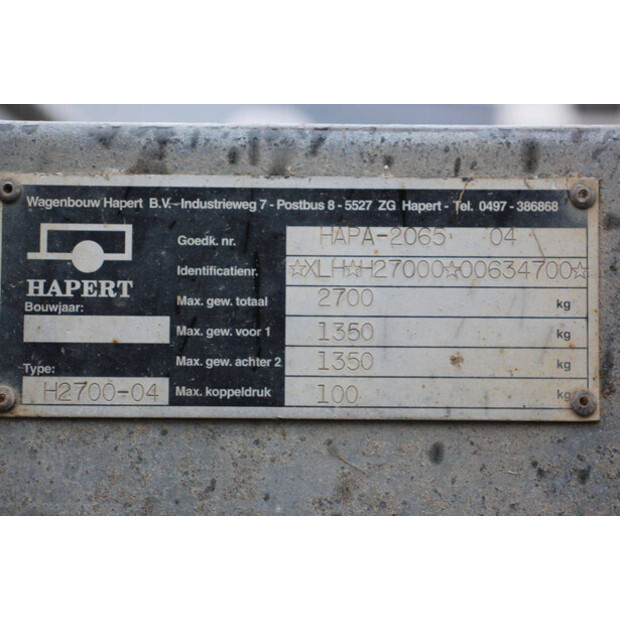 Wagenbouw Hapert B.V.-Industrieweg 7 - Postbus 8 - 5527 ZG Hapert - Tel. 0497 - 386868
HAPERT
Bouwjaar:
Type:
H2700-04
Goedk. nr. HAPA-2065 04
Identificatienr. ☆XLH☆H27000☆00634700☆
Max. gew. totaal 2700 kg
Max. gew. voor 1 1350
Max. gew. achter 2 1350
Max. koppeldruk 100 kg